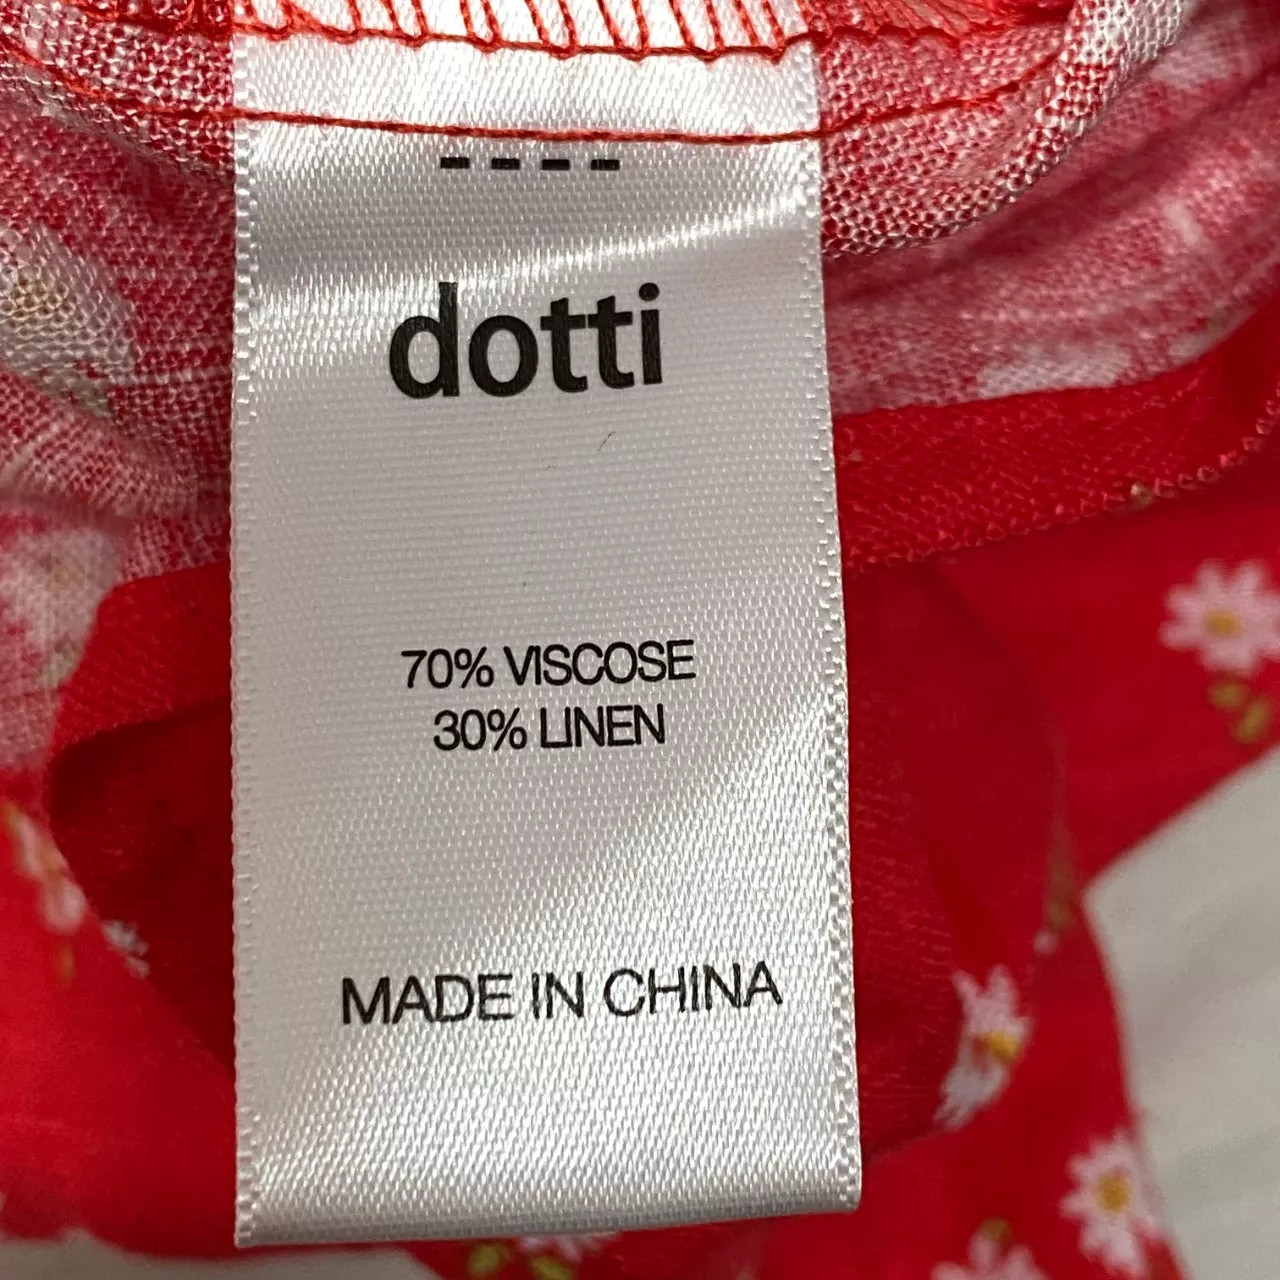 ----
dotti
70% VISCOSE
30% LINEN
MADE IN CHINA